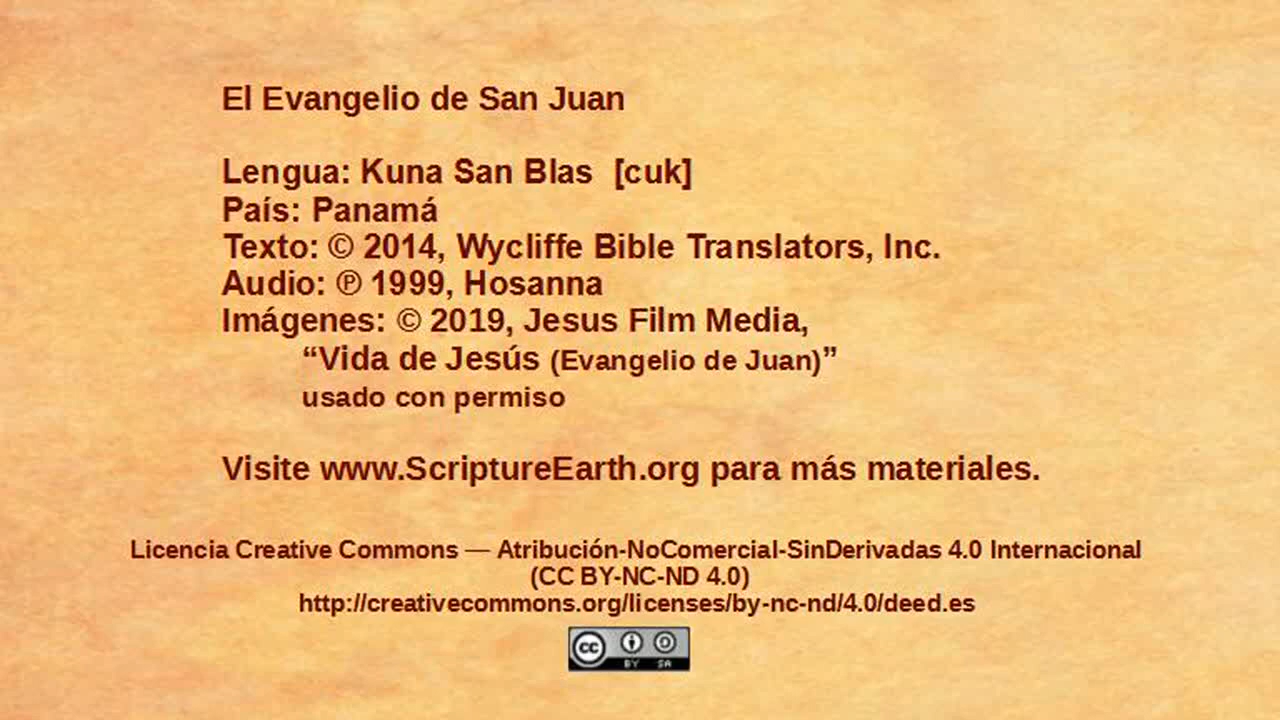 El Evangelio de San Juan
Lengua: Kuna San Blas [cuk]
País: Panamá
Texto: © 2014, Wycliffe Bible Translators, Inc.
Audio: ℗ 1999, Hosanna
Imágenes: © 2019, Jesus Film Media,
“Vida de Jesús (Evangelio de Juan)”
usado con permiso
Visite www.ScriptureEarth.org para más materiales.
Licencia Creative Commons — Atribución-NoComercial-SinDerivadas 4.0 Internacional
(CC BY-NC-ND 4.0)
http://creativecommons.org/licenses/by-nc-nd/4.0/deed.es
cc BY SA